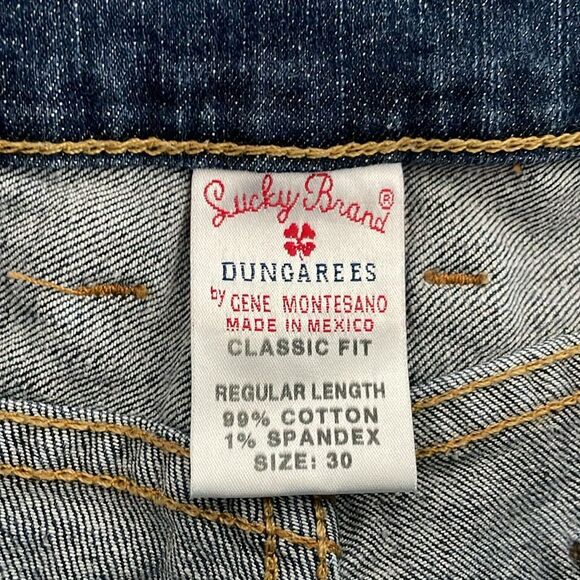 Lucky Brand®
DUNGAREES
by GENE MONTESANO
MADE IN MEXICO
CLASSIC FIT
REGULAR LENGTH
99% COTTON
1% SPANDEX
SIZE: 30